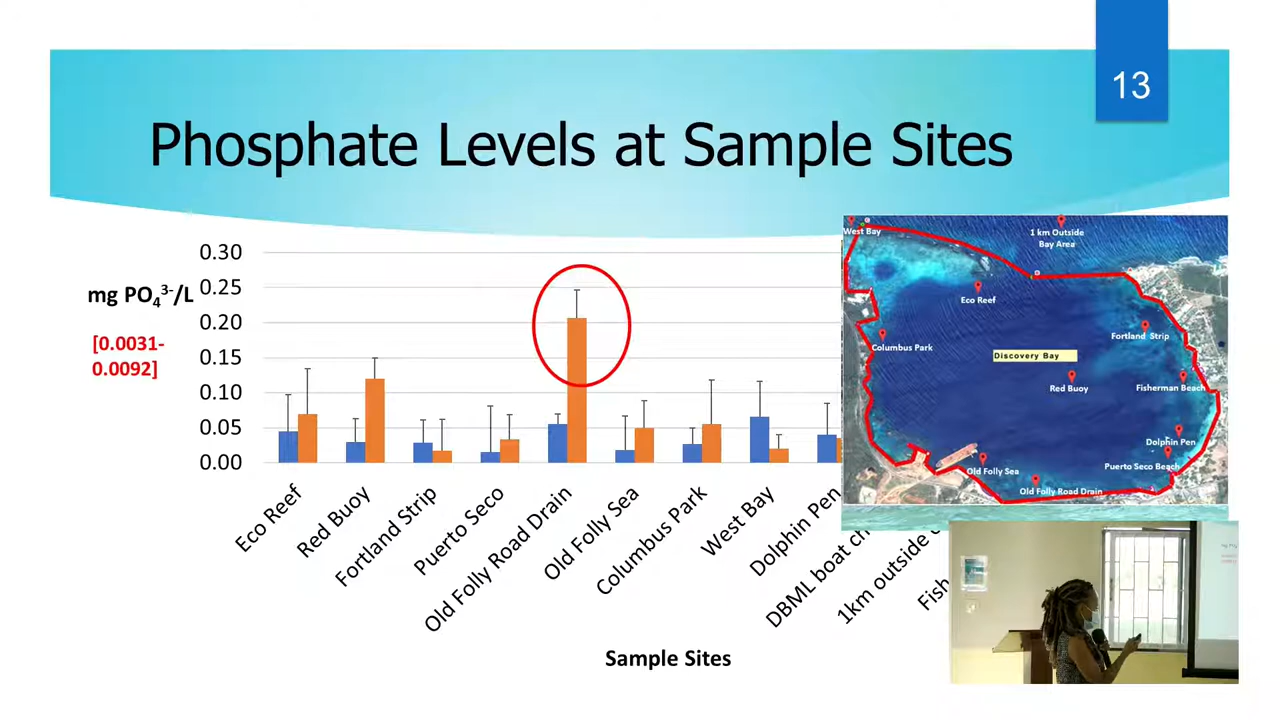 13
Phosphate Levels at Sample Sites
mg PO₄³⁻/L
[0.0031-
0.0092]
0.30
0.25
0.20
0.15
0.10
0.05
0.00
Eco Reef
Red Buoy
Fortland Strip
Puerto Seco
Old Folly Road Drain
Old Folly Sea
Columbus Park
West Bay
Dolphin Pen
DBML boat
1km outside
Sample Sites
West Bay
1 km Outside
Bay Area
Eco Reef
Fortland Strip
Columbus Park
Discovery Bay
Red Buoy
Fisherman Beach
Dolphin Pen
Puerto Seco Beach
Old Folly Sea
Old Folly Road Drain